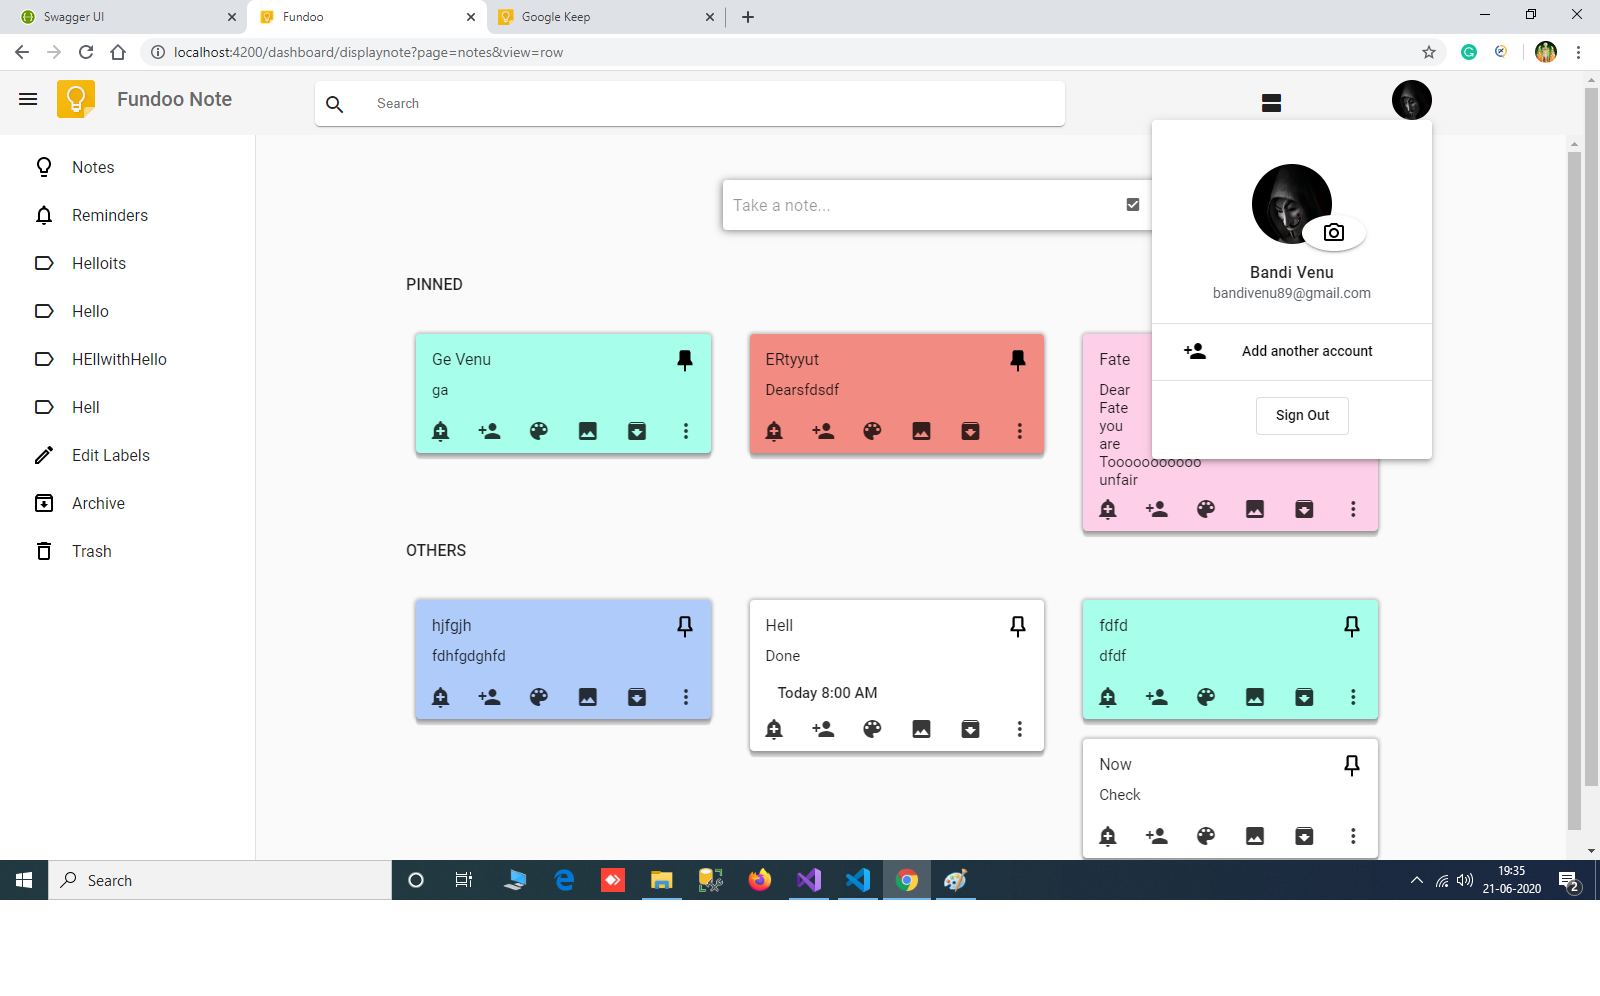 Swagger UI
Fundoo
Google Keep
localhost:4200/dashboard/displaynote?page=notes&view=row
Fundoo Note
Search
Notes
Reminders
Helloits
Hello
HEllwithHello
Hell
Edit Labels
Archive
Trash
Take a note...
Bandi Venu
bandivenu89@gmail.com
Add another account
Sign Out
PINNED
Ge Venu
ga
ERtyyut
Dearsfdsdf
Fate
Dear
Fate
you
are
Tooooooooooo
unfair
OTHERS
hjfgjh
fdhfgdghfd
Hell
Done
Today 8:00 AM
fdfd
dfdf
Now
Check
Search
19:35
21-06-2020
2